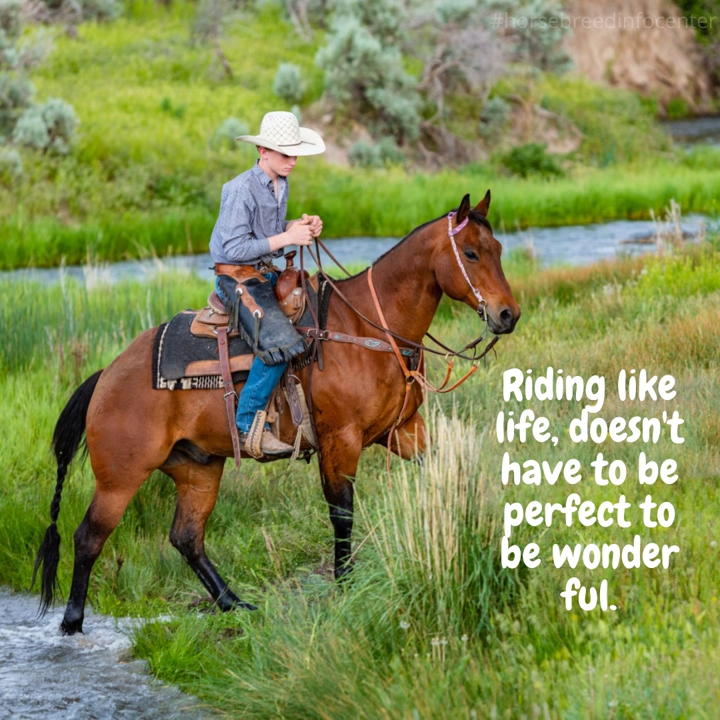 #horsebreedinfocenter
Riding like
life, doesn't
have to be
perfect to
be wonder
ful.